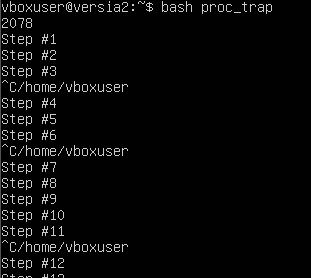 vboxuser@versia2:~$ bash proc_trap
2078
Step #1
Step #2
Step #3
^C/home/vboxuser
Step #4
Step #5
Step #6
^C/home/vboxuser
Step #7
Step #8
Step #9
Step #10
Step #11
^C/home/vboxuser
Step #12